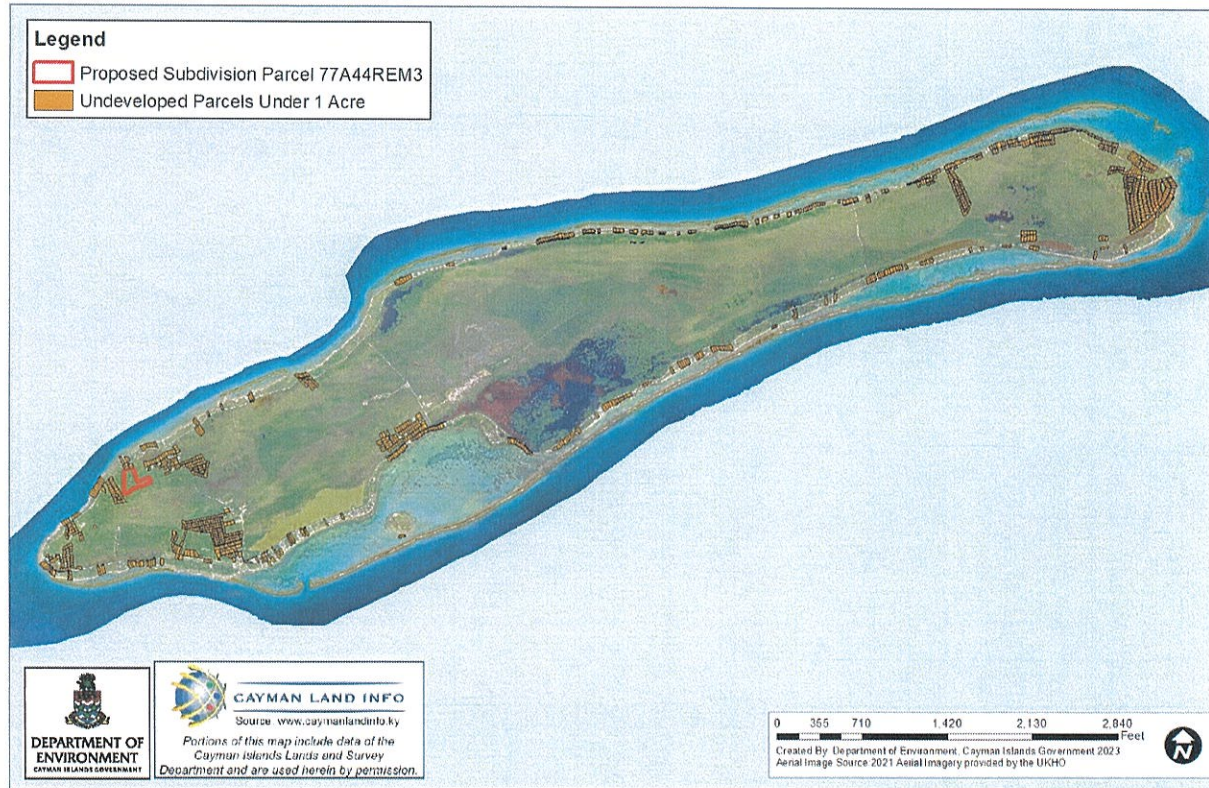 Legend
Proposed Subdivision Parcel 77A44REM3
Undeveloped Parcels Under 1 Acre
DEPARTMENT OF
ENVIRONMENT
CAYMAN ISLANDS GOVERNMENT
CAYMAN LAND INFO
Source: www.caymanlandinfo.ky
Portions of this map include data of the
Cayman Islands Lands and Survey
Department and are used herein by permission.
0 355 710 1,420 2,130 2,840
Feet
Created By: Department of Environment, Cayman Islands Government 2023
Aerial Image Source: 2021 Aerial Imagery provided by the UKHO
N